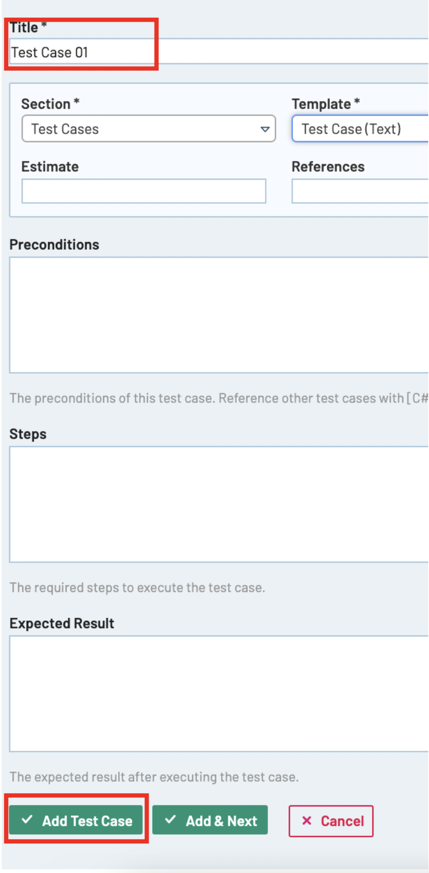 Title *
Test Case 01
Section * Template *
Test Cases Test Case (Text)
Estimate References
Preconditions
The preconditions of this test case. Reference other test cases with [C#
Steps
The required steps to execute the test case.
Expected Result
The expected result after executing the test case.
Add Test Case Add & Next Cancel